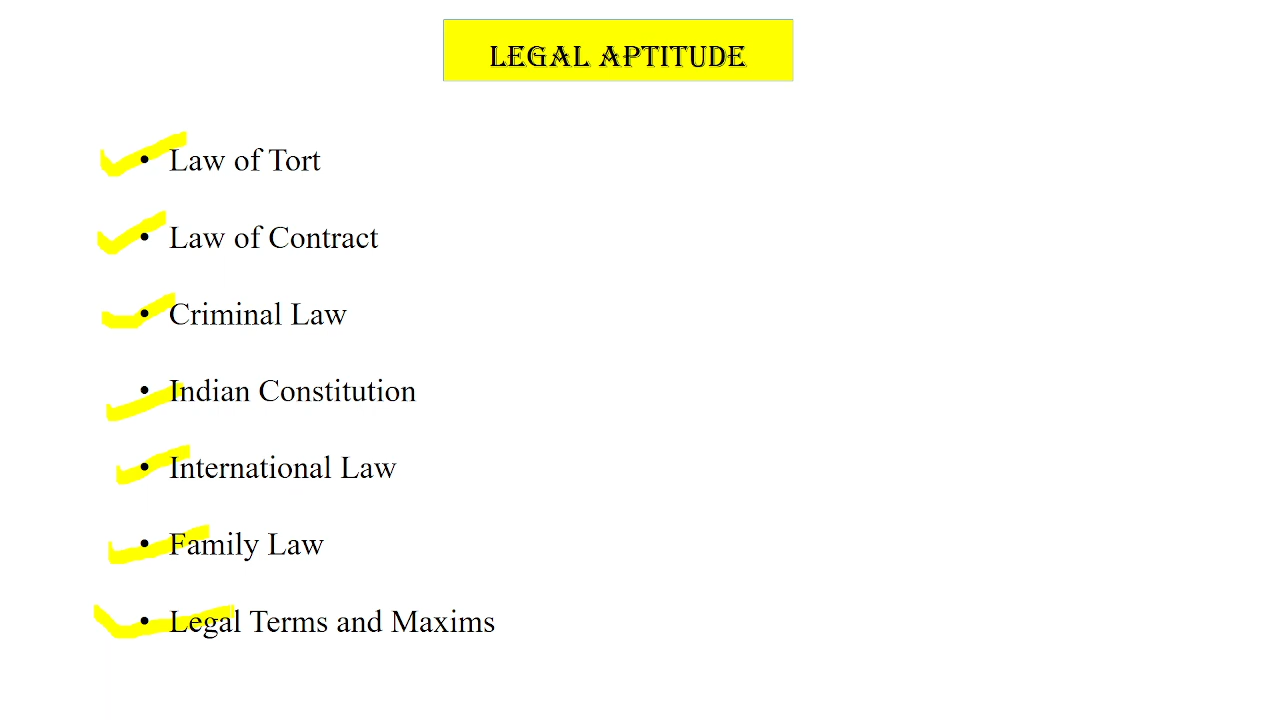 LEGAL APTITUDE
• Law of Tort
• Law of Contract
• Criminal Law
• Indian Constitution
• International Law
• Family Law
• Legal Terms and Maxims